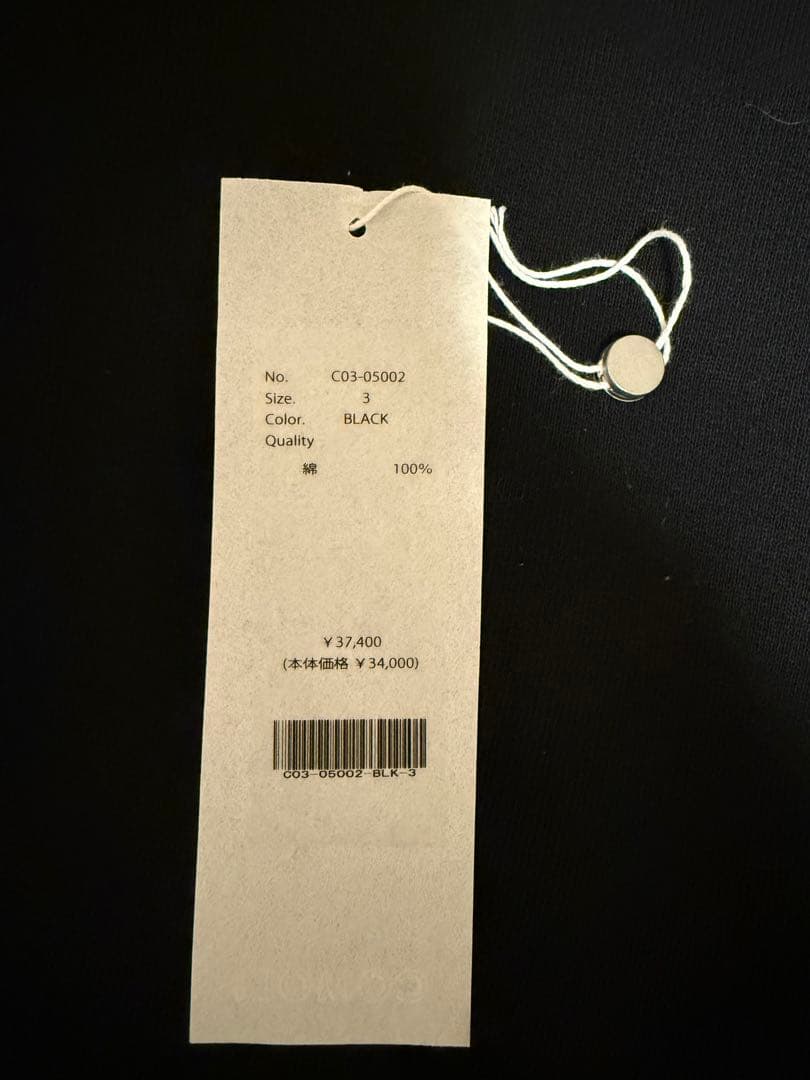 No. C03-05002
Size. 3
Color. BLACK
Quality
綿 100%
¥37,400
(本体価格 ¥34,000)
C03-05002-BLK-3